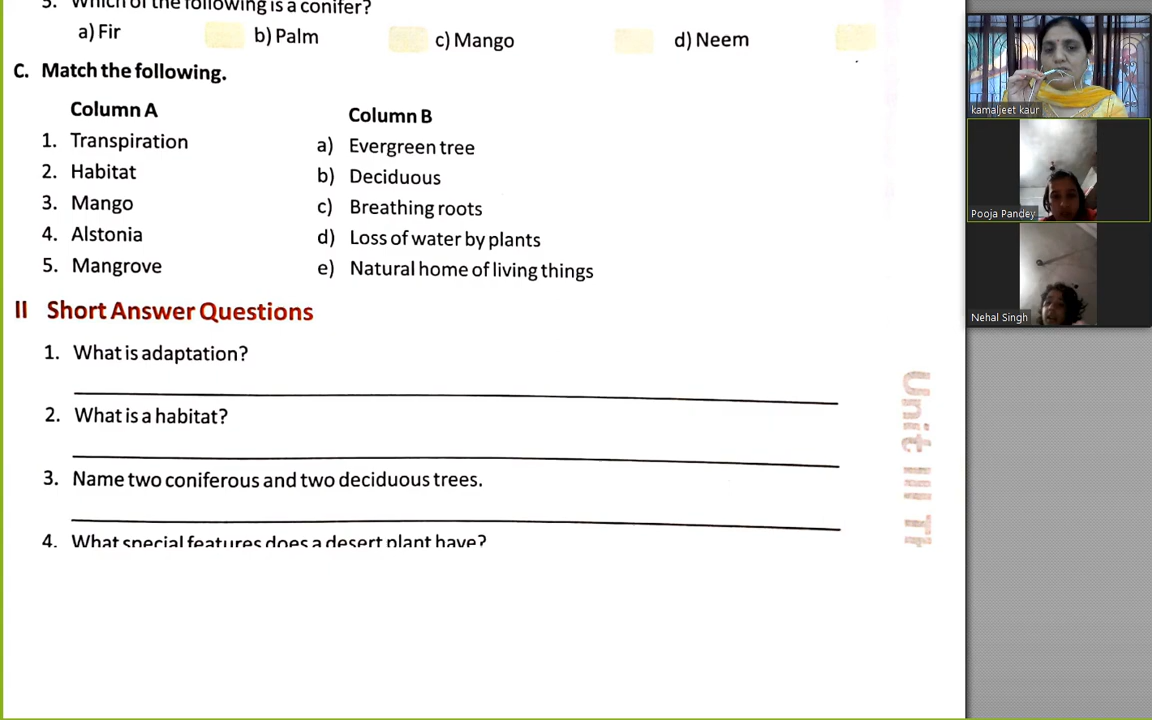 5. Which of the following is a conifer?
a) Fir b) Palm c) Mango d) Neem
C. Match the following.
Column A Column B
1. Transpiration a) Evergreen tree
2. Habitat b) Deciduous
3. Mango c) Breathing roots
4. Alstonia d) Loss of water by plants
5. Mangrove e) Natural home of living things
II Short Answer Questions
1. What is adaptation?
2. What is a habitat?
3. Name two coniferous and two deciduous trees.
4. What special features does a desert plant have?
Unit III
kamaljeet kaur
Pooja Pandey
Nehal Singh